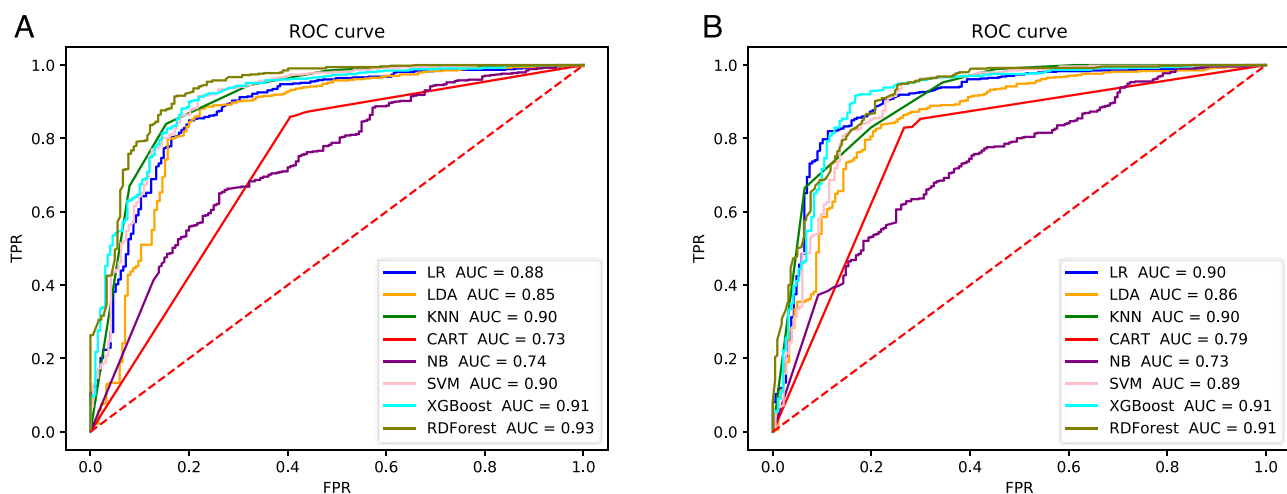 A
ROC curve
1.0
0.8
0.6
0.4
0.2
0.0
TPR
0.0 0.2 0.4 0.6 0.8 1.0
FPR
LR AUC = 0.88
LDA AUC = 0.85
KNN AUC = 0.90
CART AUC = 0.73
NB AUC = 0.74
SVM AUC = 0.90
XGBoost AUC = 0.91
RDForest AUC = 0.93
B
ROC curve
1.0
0.8
0.6
0.4
0.2
0.0
TPR
0.0 0.2 0.4 0.6 0.8 1.0
FPR
LR AUC = 0.90
LDA AUC = 0.86
KNN AUC = 0.90
CART AUC = 0.79
NB AUC = 0.73
SVM AUC = 0.89
XGBoost AUC = 0.91
RDForest AUC = 0.91